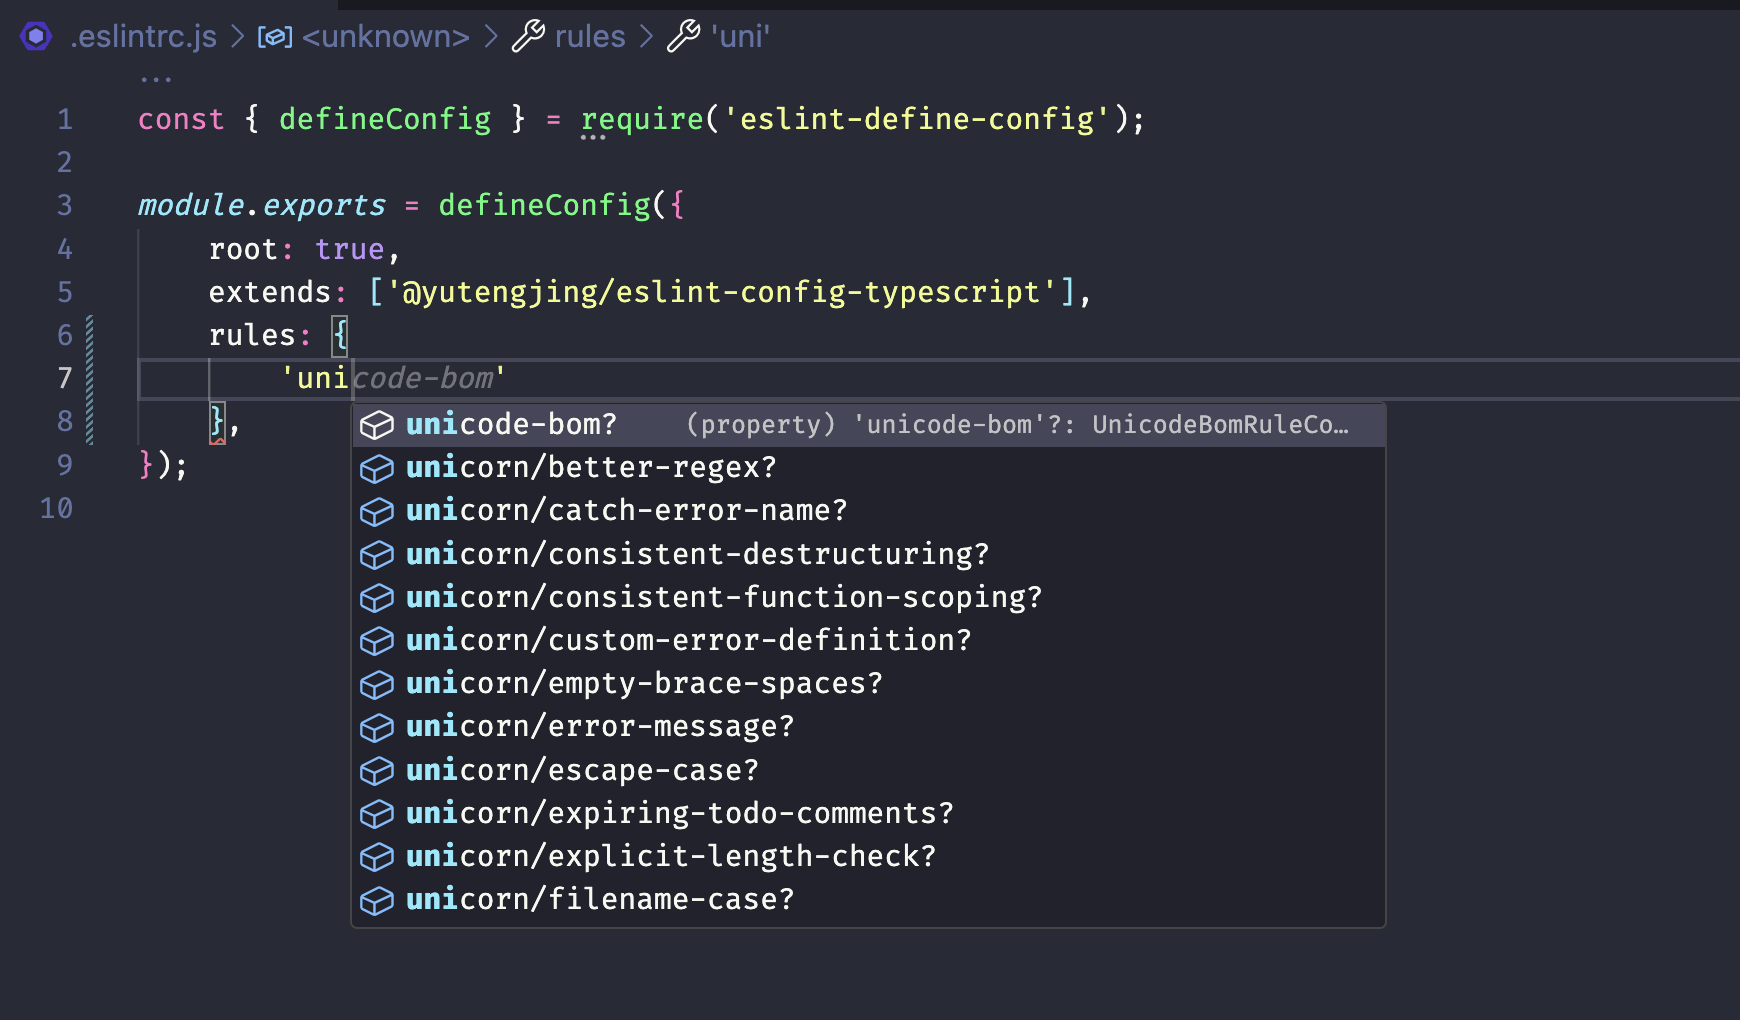 .eslintrc.js > <unknown> > rules > 'uni'
...
1 const { defineConfig } = require('eslint-define-config');
2
3 module.exports = defineConfig({
4 root: true,
5 extends: ['@yutengjing/eslint-config-typescript'],
6 rules: {
7 'unicode-bom'
8 },
unicode-bom? (property) 'unicode-bom'?: UnicodeBomRuleCo…
9 });
unicorn/better-regex?
10
unicorn/catch-error-name?
unicorn/consistent-destructuring?
unicorn/consistent-function-scoping?
unicorn/custom-error-definition?
unicorn/empty-brace-spaces?
unicorn/error-message?
unicorn/escape-case?
unicorn/expiring-todo-comments?
unicorn/explicit-length-check?
unicorn/filename-case?